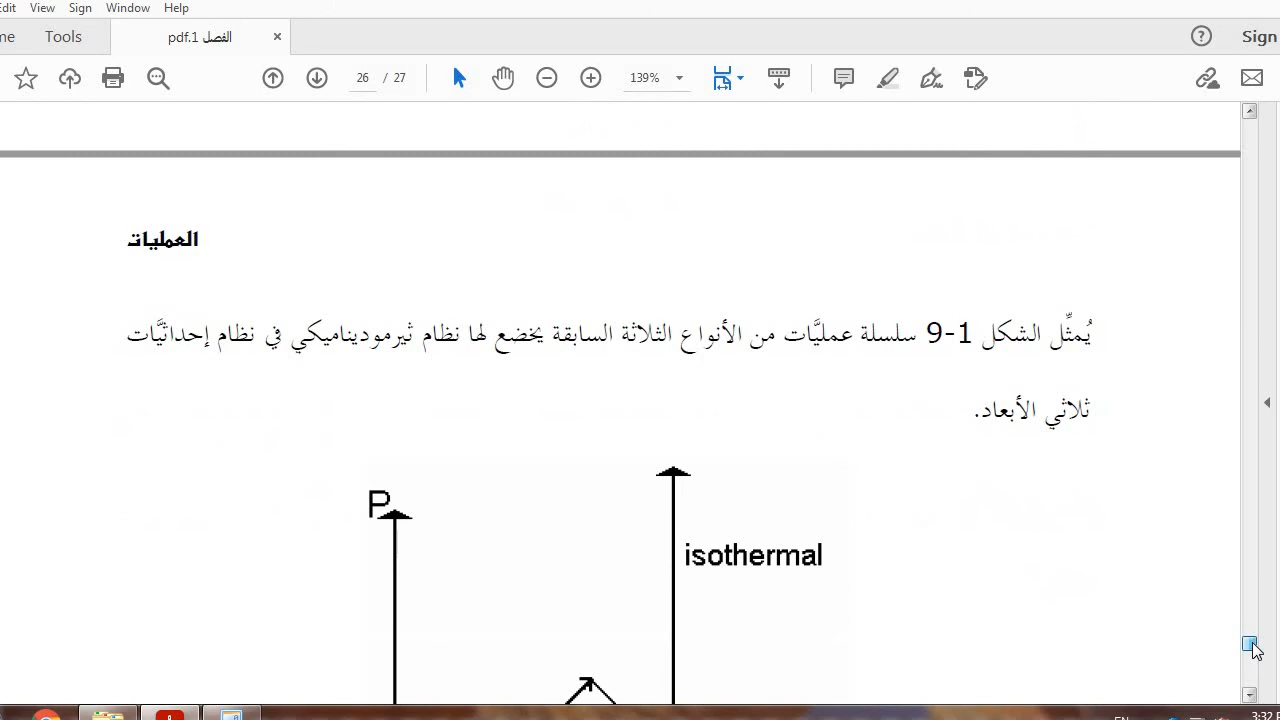 Edit View Sign Window Help
Tools
الفصل 1.pdf
Sign
26 / 27
139%
العمليات
يُمثِّل الشكل 1-9 سلسلة عمليَّات من الأنواع الثلاثة السابقة يخضع لها نظام ثيرموديناميكي في نظام إحداثيَّات
ثلاثي الأبعاد.
P
isothermal
EN